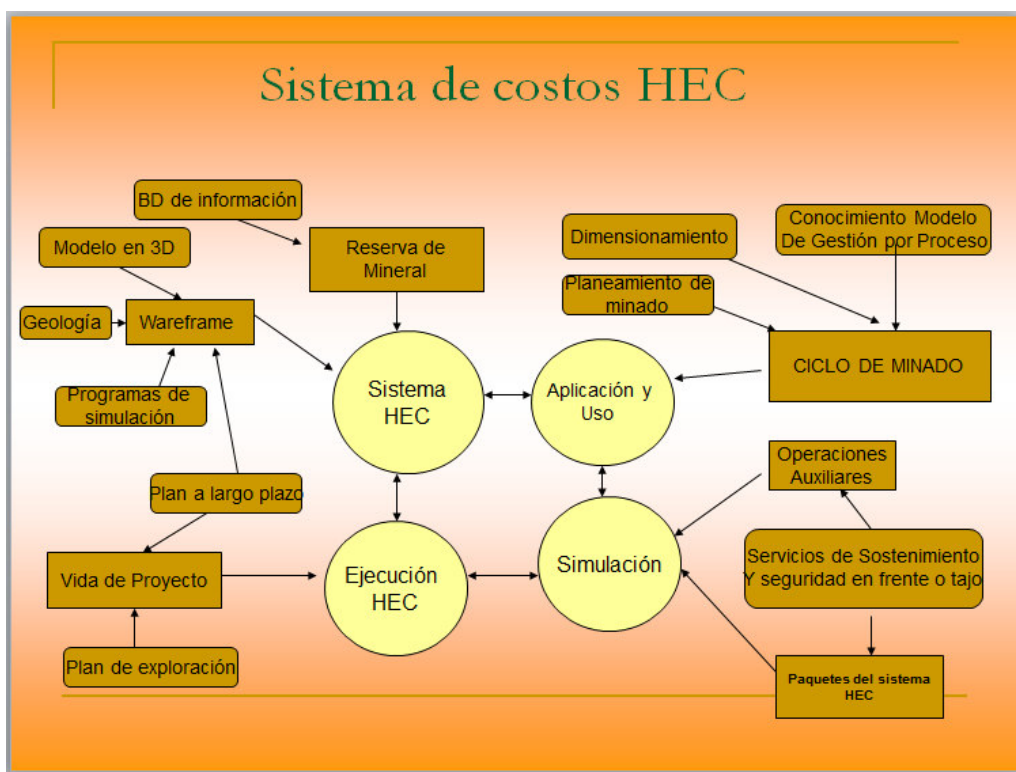 Sistema de costos HEC
BD de información
Reserva de
Mineral
Modelo en 3D
Geología
Wareframe
Programas de
simulación
Plan a largo plazo
Vida de Proyecto
Plan de exploración
Sistema
HEC
Aplicación y
Uso
Ejecución
HEC
Simulación
Dimensionamiento
Conocimiento Modelo
De Gestión por Proceso
Planeamiento de
minado
CICLO DE MINADO
Operaciones
Auxiliares
Servicios de Sostenimiento
Y seguridad en frente o tajo
Paquetes del sistema
HEC